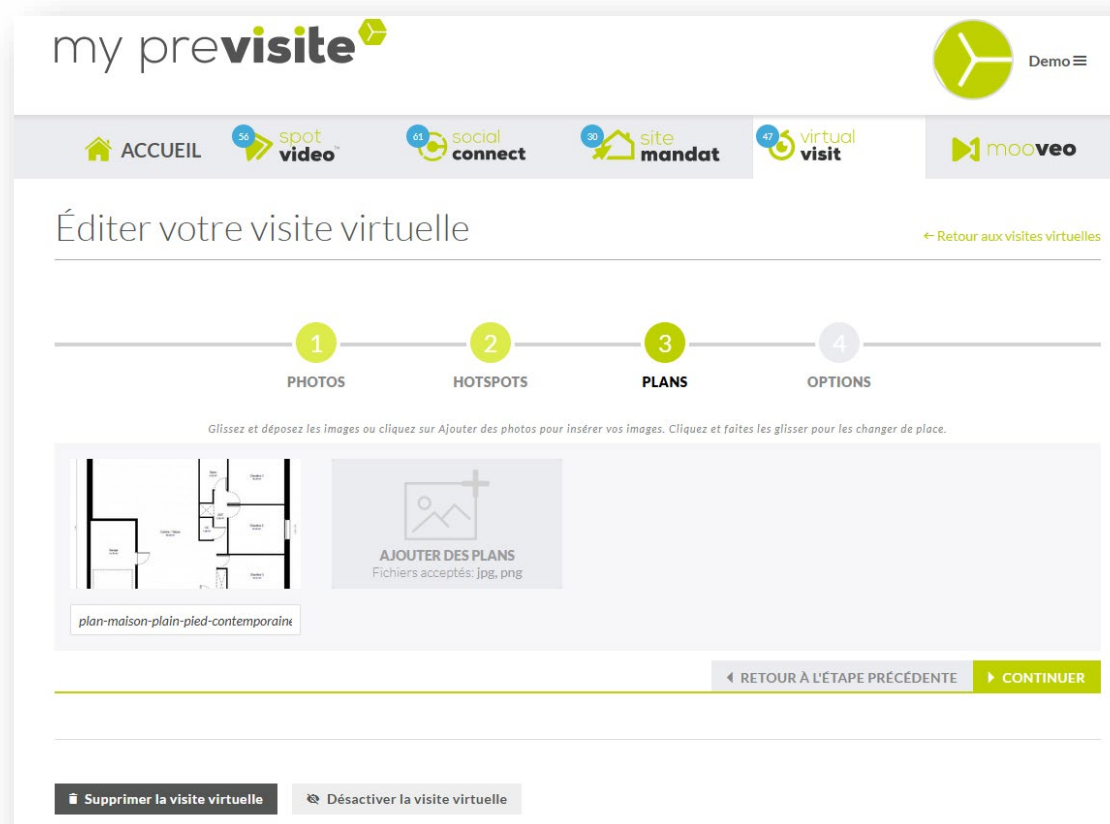 my previsite
Demo
ACCUEIL
56
spot
video
61
social
connect
30
site
mandat
47
virtual
visit
mooveo
Éditer votre visite virtuelle
← Retour aux visites virtuelles
1
2
3
4
PHOTOS
HOTSPOTS
PLANS
OPTIONS
Glissez et déposez les images ou cliquez sur Ajouter des photos pour insérer vos images. Cliquez et faites les glisser pour les changer de place.
AJOUTER DES PLANS
Fichiers acceptés: jpg, png
plan-maison-plain-pied-contemporaine
RETOUR À L'ÉTAPE PRÉCÉDENTE
CONTINUER
Supprimer la visite virtuelle
Désactiver la visite virtuelle